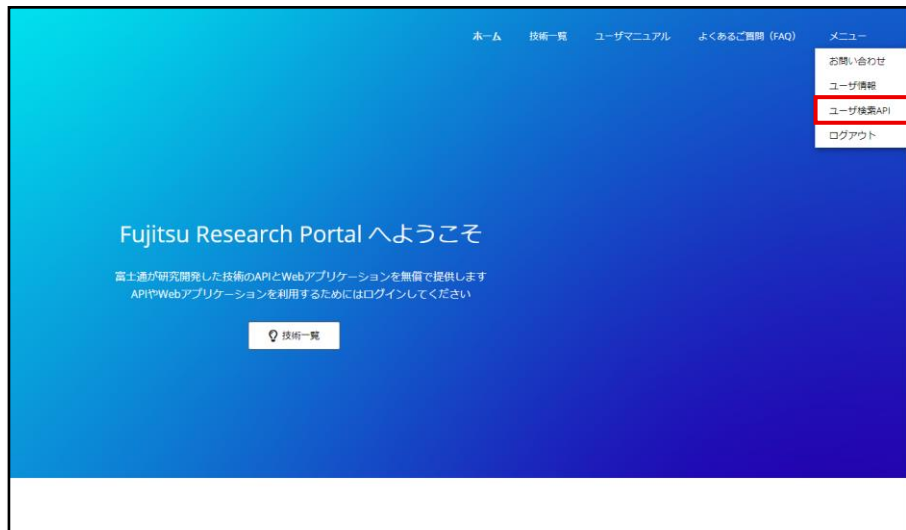 ホーム 技術一覧 ユーザマニュアル よくあるご質問（FAQ） メニュー
お問い合わせ
ユーザ情報
ユーザ検索API
ログアウト
Fujitsu Research Portal へようこそ
富士通が研究開発した技術のAPIとWebアプリケーションを無償で提供します
APIやWebアプリケーションを利用するためにはログインしてください
技術一覧